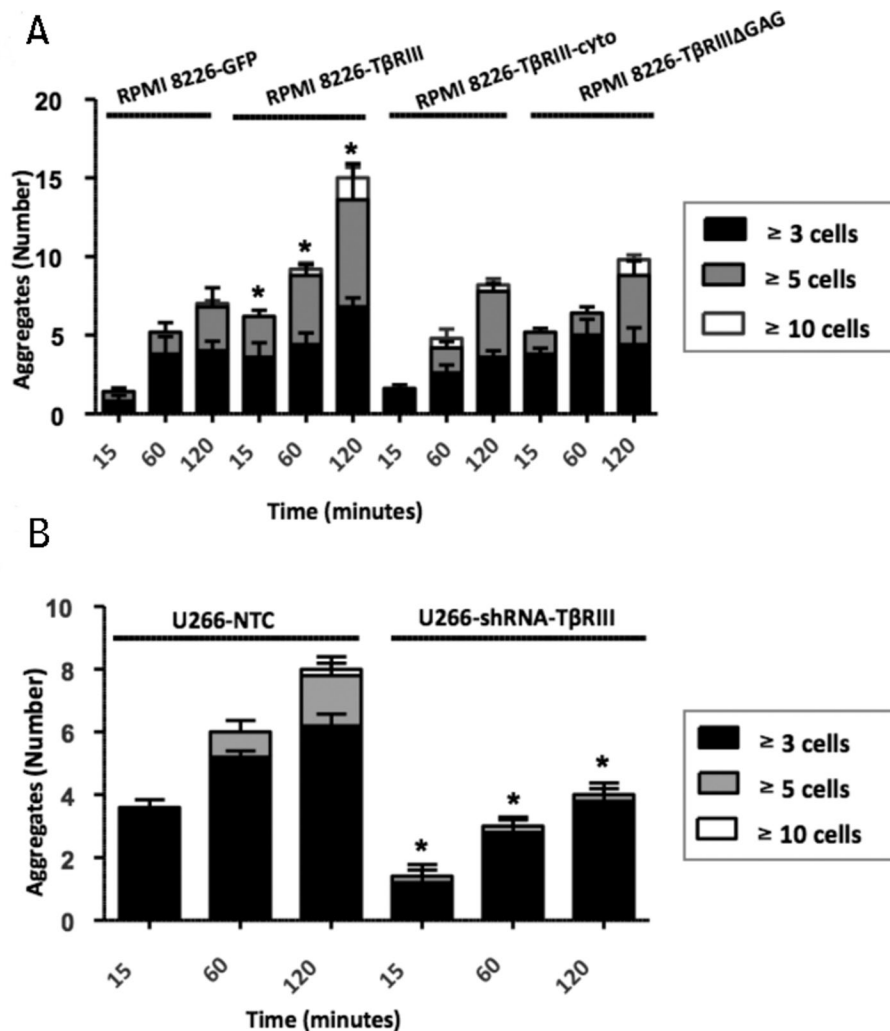 A
RPMI 8226-GFP
RPMI 8226-TβRIII
RPMI 8226-TβRIII-cyto
RPMI 8226-TβRIIIΔGAG
Aggregates (Number)
20
15
10
5
0
*
*
*
15
60
120
15
60
120
15
60
120
15
60
120
Time (minutes)
≥ 3 cells
≥ 5 cells
≥ 10 cells
B
U266-NTC
U266-shRNA-TβRIII
Aggregates (Number)
10
8
6
4
2
0
*
*
*
15
60
120
15
60
120
Time (minutes)
≥ 3 cells
≥ 5 cells
≥ 10 cells